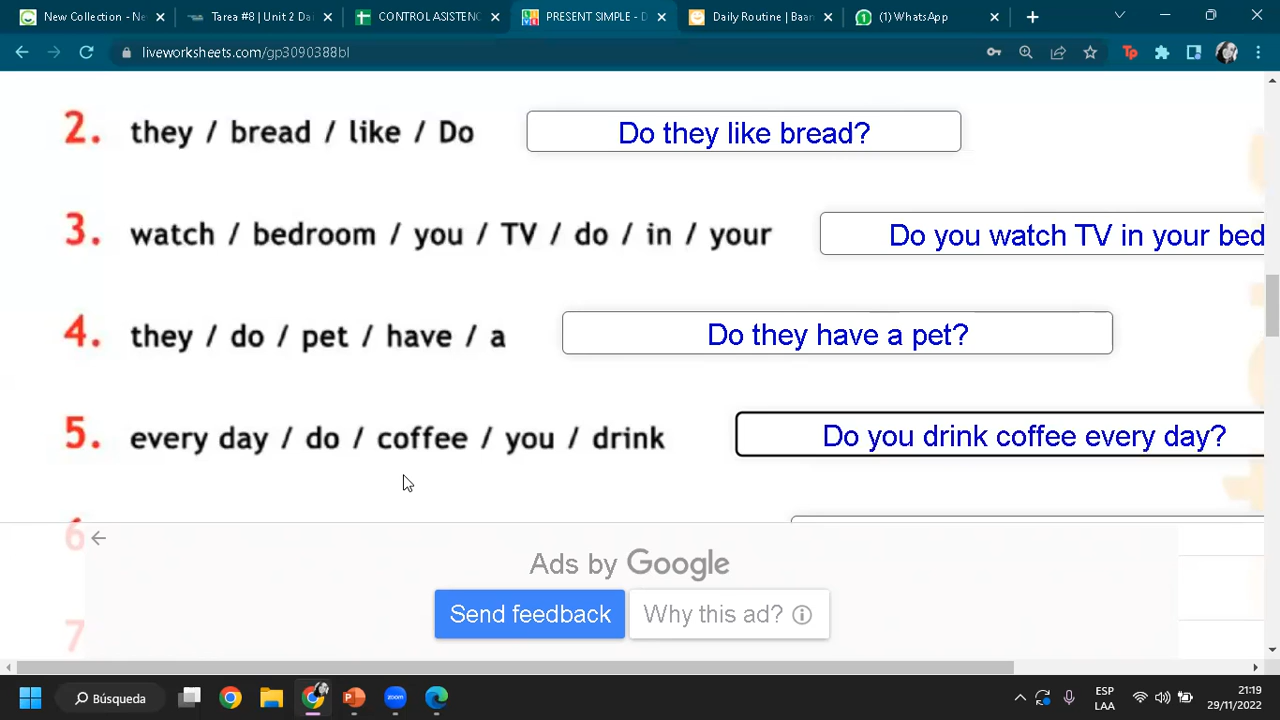 New Collection - Ne
Tarea #8 | Unit 2 Dai
CONTROL ASISTENC
PRESENT SIMPLE - D
Daily Routine | Baan
(1) WhatsApp
liveworksheets.com/gp3090388bl
2. they / bread / like / Do Do they like bread?
3. watch / bedroom / you / TV / do / in / your Do you watch TV in your bed
4. they / do / pet / have / a Do they have a pet?
5. every day / do / coffee / you / drink Do you drink coffee every day?
6
Ads by Google
Send feedback Why this ad?
7
Búsqueda
zoom
ESP
LAA
21:19
29/11/2022